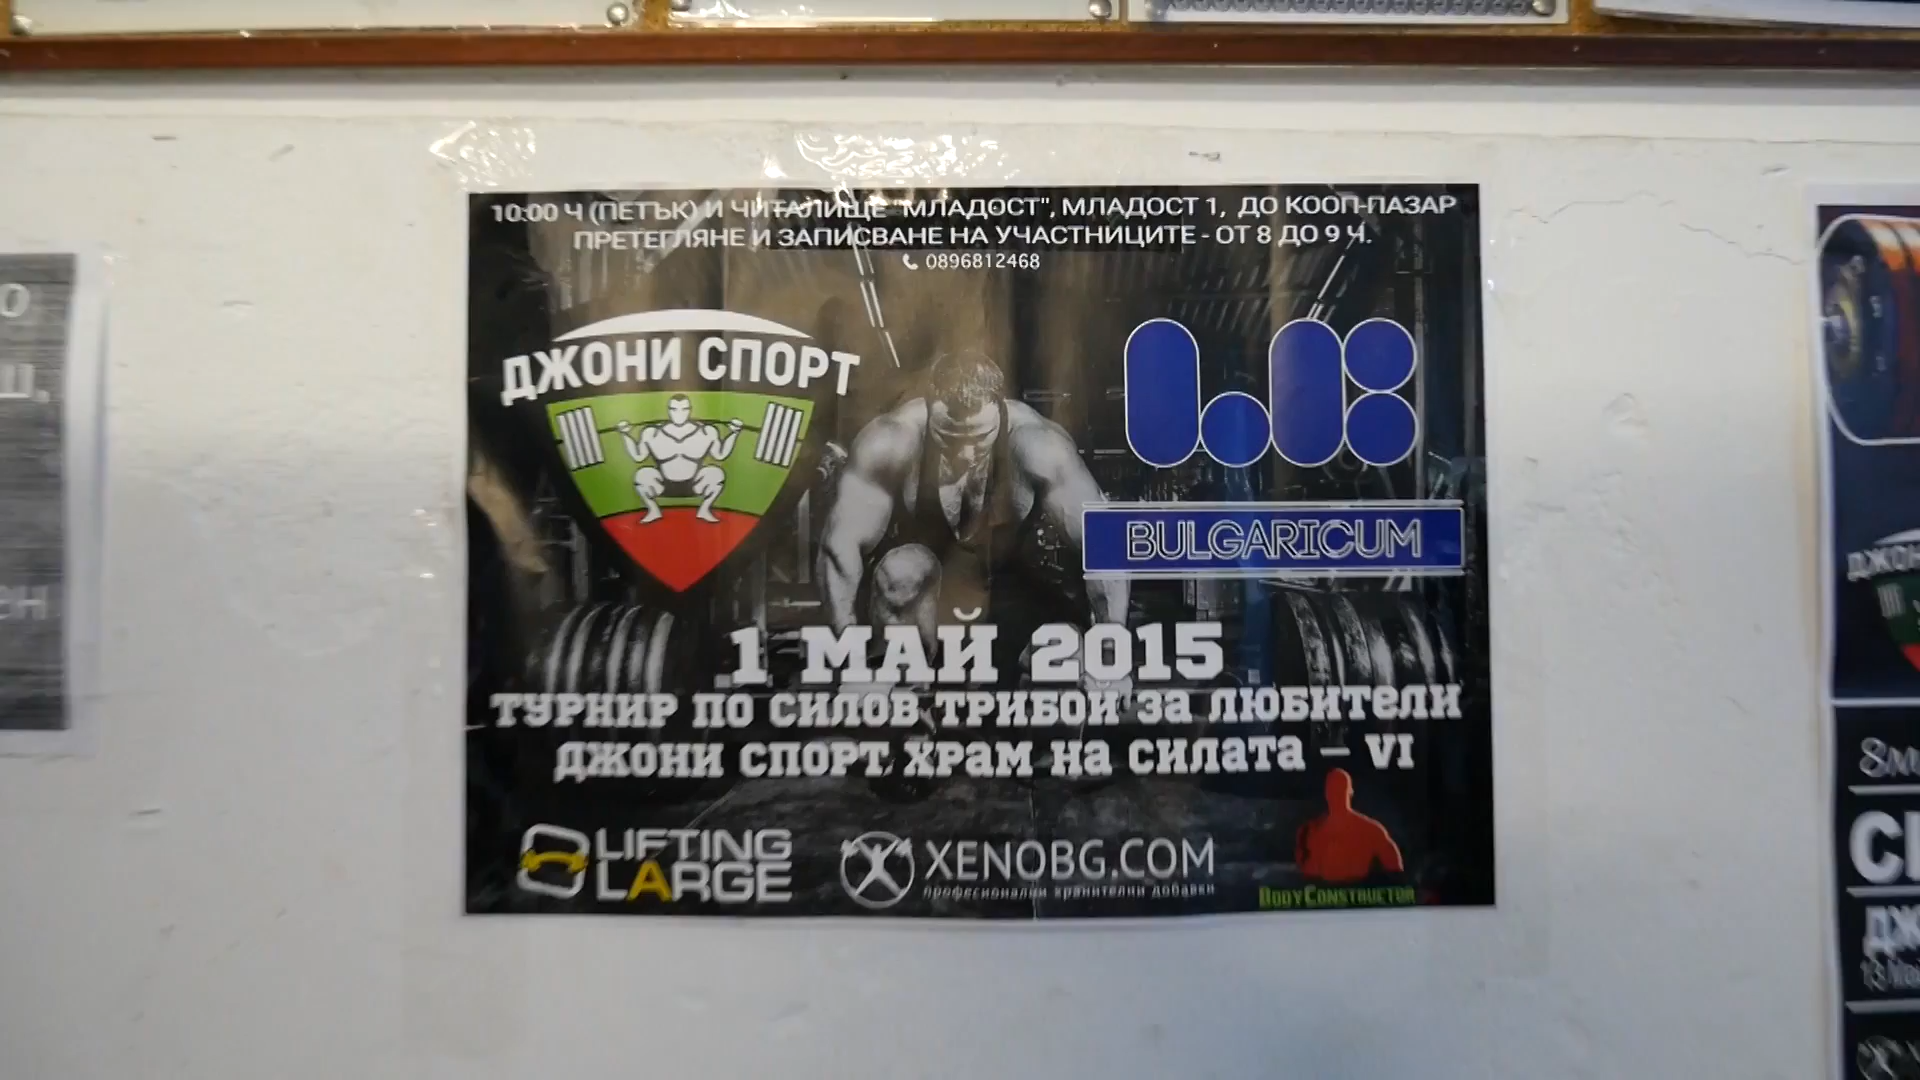 10:00 Ч (ПЕТЪК) И ЧИТАЛИЩЕ "МЛАДОСТ", МЛАДОСТ 1, ДО КООП-ПАЗАР
ПРЕТЕГЛЯНЕ И ЗАПИСВАНЕ НА УЧАСТНИЦИТЕ - ОТ 8 ДО 9 Ч.
0896812468
ДЖОНИ СПОРТ
BULGARICUM
1 МАЙ 2015
ТУРНИР ПО СИЛОВ ТРИБОЙ ЗА ЛЮБИТЕЛИ
ДЖОНИ СПОРТ ХРАМ НА СИЛАТА – VI
LIFTING
LARGE
XENOBG.COM
професионални хранителни добавки
BODYCONSTRUCTOR